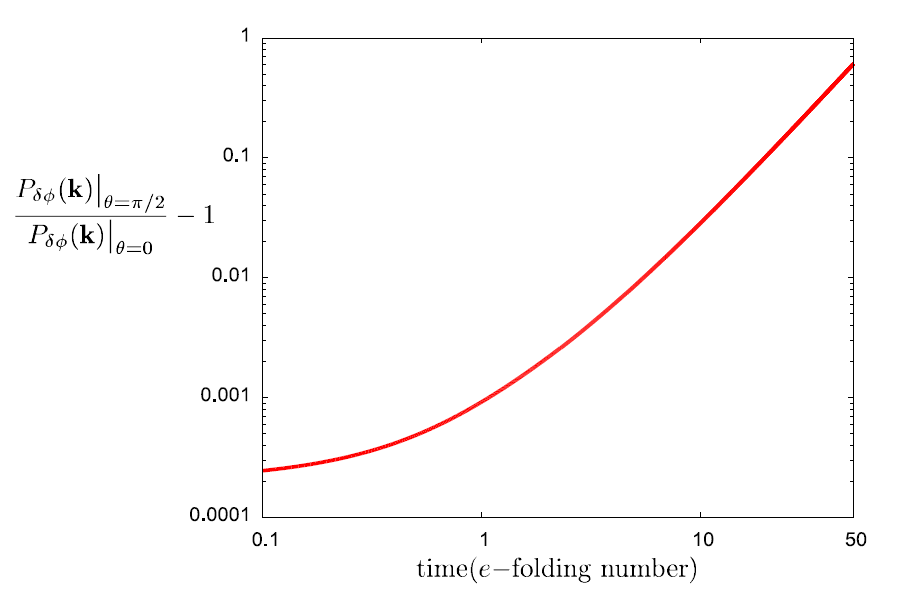 1
0.1
P_{δϕ}(𝐤)|_{θ=π/2}
/ P_{δϕ}(𝐤)|_{θ=0} − 1
0.01
0.001
0.0001
0.1 1 10 50
time(e−folding number)